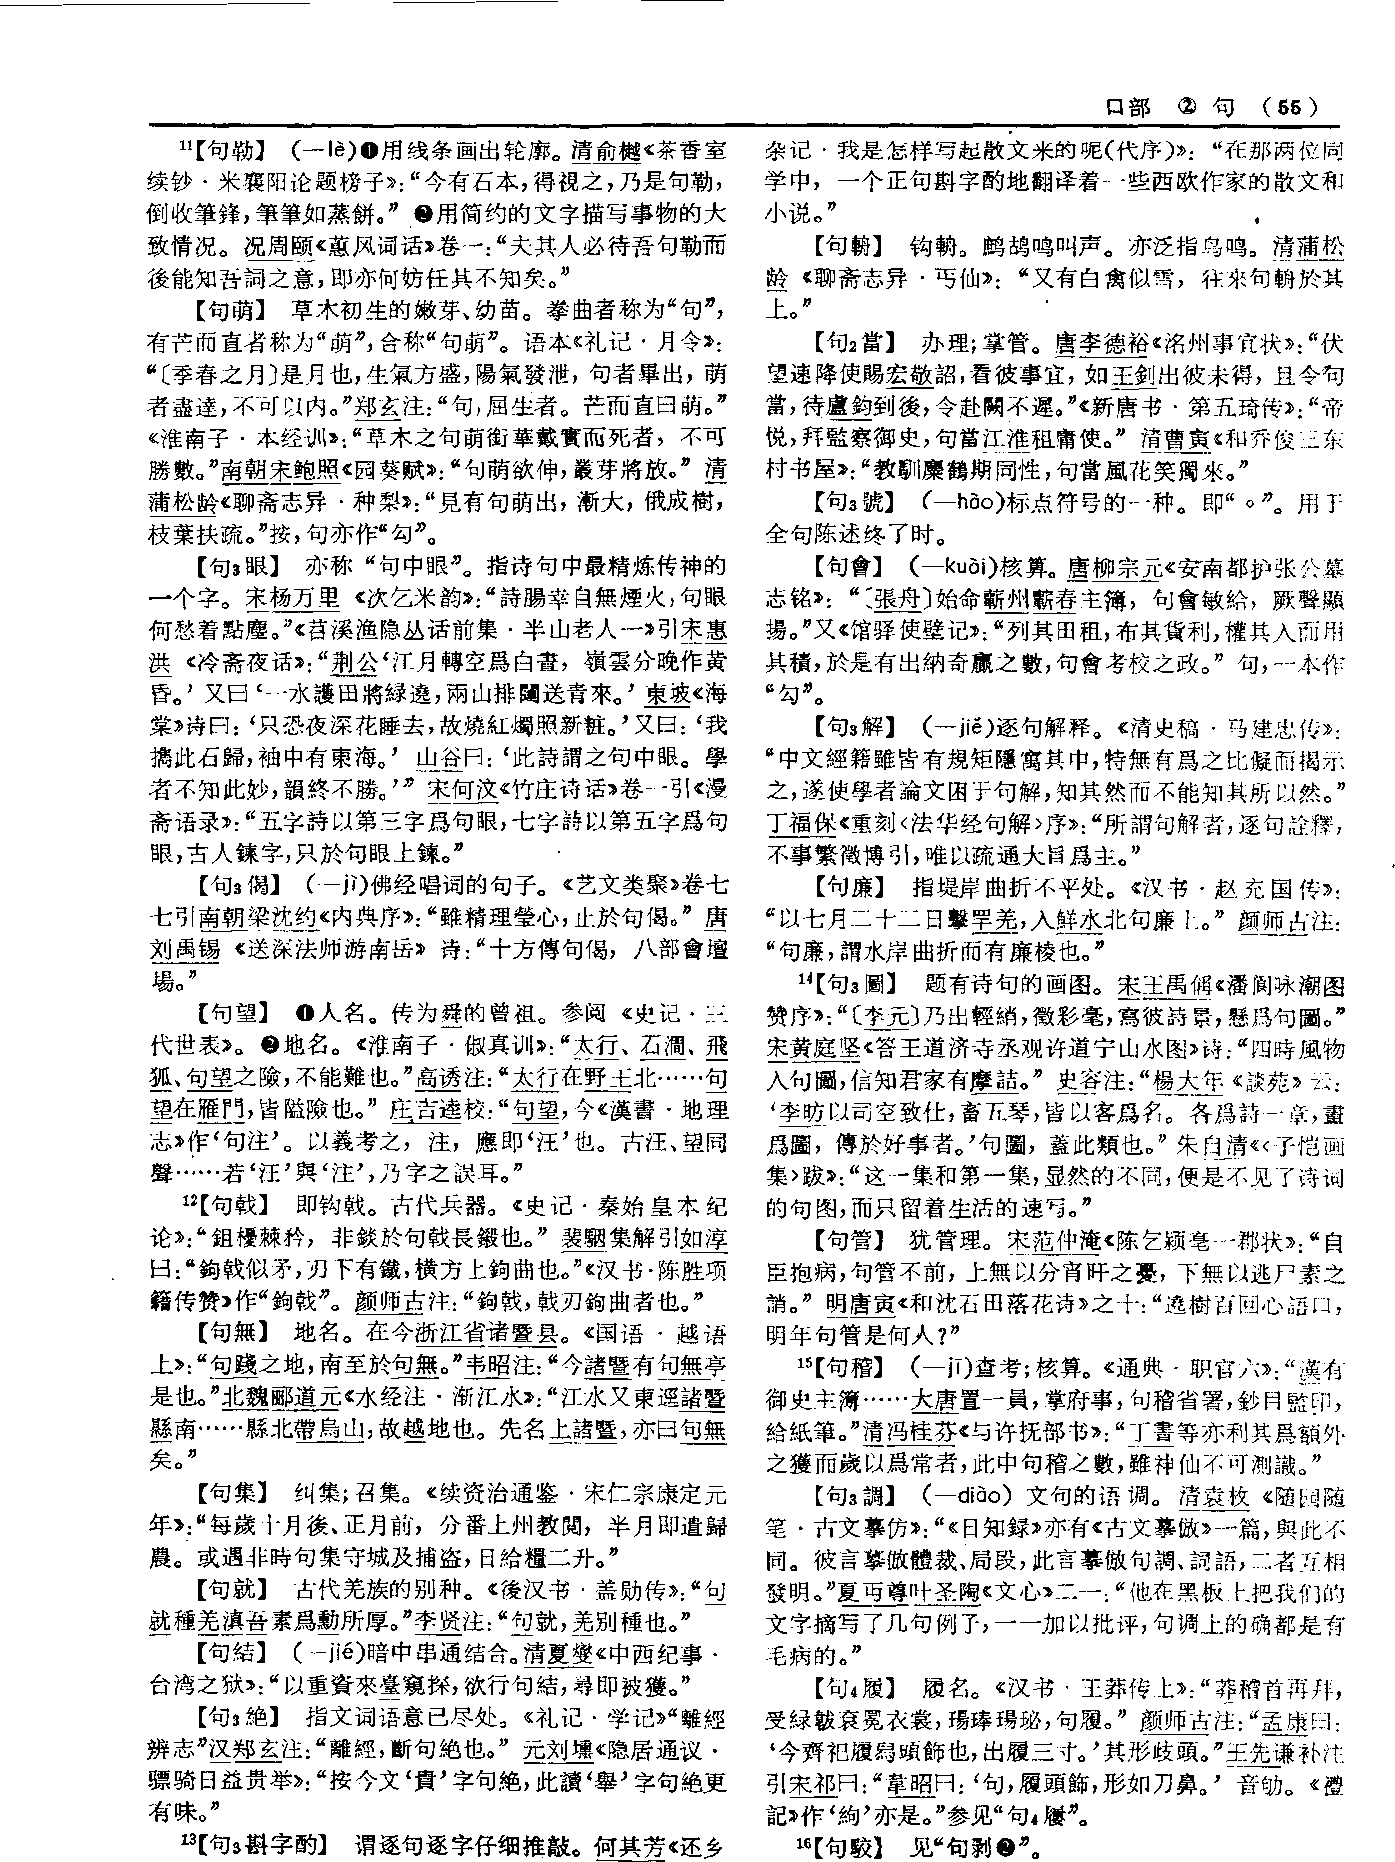 口部 ② 句 (55)
11【句勒】 (—lè)❶用线条画出轮廓。清俞樾《茶香室
续钞·米襄阳论题榜子》:“今有石本,得視之,乃是句勒,
倒收筆鋒,筆筆如蒸餅。”❷用简约的文字描写事物的大
致情况。况周颐《蕙风词话》卷一:“夫其人必待吾句勒而
後能知吾詞之意,即亦何妨任其不知矣。”
【句萌】 草木初生的嫩芽、幼苗。拳曲者称为“句”,
有芒而直者称为“萌”,合称“句萌”。语本《礼记·月令》:
“〔季春之月〕是月也,生氣方盛,陽氣發泄,句者畢出,萌
者盡達,不可以内。”郑玄注:“句,屈生者。芒而直曰萌。”
《淮南子·本经训》:“草木之句萌銜華戴實而死者,不可
勝數。”南朝宋鲍照《园葵赋》:“句萌欲伸,叢芽將放。”清
蒲松龄《聊斋志异·种梨》:“見有句萌出,漸大,俄成樹,
枝葉扶疏。”按,句亦作“勾”。
【句3眼】 亦称“句中眼”。指诗句中最精炼传神的
一个字。宋杨万里《次乞米韵》:“詩腸幸自無煙火,句眼
何愁着點塵。”《苕溪渔隐丛话前集·半山老人一》引宋惠
洪《冷斋夜话》:“荆公‘江月轉空爲白晝,嶺雲分晚作黄
昏。’又曰‘一水護田將緑遶,兩山排闥送青來。’東坡《海
棠》诗曰:‘只恐夜深花睡去,故燒紅燭照新粧。’又曰:‘我
攜此石歸,袖中有東海。’山谷曰:‘此詩謂之句中眼。學
者不知此妙,韻終不勝。’”宋何汶《竹庄诗话》卷一引《漫
斋语录》:“五字詩以第三字爲句眼,七字詩以第五字爲句
眼,古人鍊字,只於句眼上鍊。”
【句3偈】 (—jì)佛经唱词的句子。《艺文类聚》卷七
七引南朝梁沈约《内典序》:“雖精理瑩心,止於句偈。”唐
刘禹锡《送深法师游南岳》诗:“十方傳句偈,八部會壇
場。”
【句望】 ❶人名。传为舜的曾祖。参阅《史记·三
代世表》。❷地名。《淮南子·俶真训》:“太行、石澗、飛
狐、句望之險,不能難也。”高诱注:“太行在野王北……句
望在雁門,皆隘險也。”庄吉逵校:“句望,今《漢書·地理
志》作‘句注’。以義考之,注,應即‘汪’也。古汪、望同
聲……若‘汪’與‘注’,乃字之誤耳。”
12【句戟】 即钩戟。古代兵器。《史记·秦始皇本纪
论》:“鉏櫌棘矜,非錟於句戟長鎩也。”裴駰集解引如淳
曰:“鉤戟似矛,刃下有鐵,横方上鉤曲也。”《汉书·陈胜项
籍传赞》作“鉤戟”。颜师古注:“鉤戟,戟刃鉤曲者也。”
【句無】 地名。在今浙江省诸暨县。《国语·越语
上》:“句踐之地,南至於句無。”韦昭注:“今諸暨有句無亭
是也。”北魏郦道元《水经注·渐江水》:“江水又東逕諸暨
縣南……縣北帶烏山,故越地也。先名上諸暨,亦曰句無
矣。”
【句集】 纠集;召集。《续资治通鉴·宋仁宗康定元
年》:“每歲十月後、正月前,分番上州教閲,半月即遣歸
農。或遇非時句集守城及捕盗,日給糧二升。”
【句就】 古代羌族的别种。《後汉书·盖勋传》:“句
就種羌滇吾素爲勳所厚。”李贤注:“句就,羌别種也。”
【句結】 (—jié)暗中串通结合。清夏燮《中西纪事·
台湾之狱》:“以重資來臺窺探,欲行句結,尋即被獲。”
【句3絶】 指文词语意已尽处。《礼记·学记》“離經
辨志”汉郑玄注:“離經,斷句絶也。”元刘壎《隐居通议·
骠骑日益贵举》:“按今文‘貴’字句絶,此讀‘舉’字句絶更
有味。”
13【句3斟字酌】 谓逐句逐字仔细推敲。何其芳《还乡
杂记·我是怎样写起散文来的呢(代序)》:“在那两位同
学中,一个正句斟字酌地翻译着一些西欧作家的散文和
小说。”
【句輈】 钩輈。鹧鸪鸣叫声。亦泛指鸟鸣。清蒲松
龄《聊斋志异·丐仙》:“又有白禽似雪,往來句輈於其
上。”
【句2當】 办理;掌管。唐李德裕《洺州事宜状》:“伏
望速降使賜宏敬詔,看彼事宜,如王釗出彼未得,且令句
當,待盧鈞到後,令赴闕不遲。”《新唐书·第五琦传》:“帝
悦,拜監察御史,句當江淮租庸使。”清曹寅《和乔俊三东
村书屋》:“教馴麋鶴期同性,句當風花笑獨來。”
【句3號】 (—hào)标点符号的一种。即“。”。用于
全句陈述终了时。
【句會】 (—kuài)核算。唐柳宗元《安南都护张公墓
志铭》:“〔張舟〕始命蘄州蘄春主簿,句會敏給,厥聲顯
揚。”又《馆驿使壁记》:“列其田租,布其貨利,權其入而用
其積,於是有出纳奇贏之數,句會考校之政。”句,一本作
“勾”。
【句3解】 (—jiě)逐句解释。《清史稿·马建忠传》:
“中文經籍雖皆有規矩隱寓其中,特無有爲之比儗而揭示
之,遂使學者論文困于句解,知其然而不能知其所以然。”
丁福保《重刻〈法华经句解〉序》:“所謂句解者,逐句詮釋,
不事繁徵博引,唯以疏通大旨爲主。”
【句廉】 指堤岸曲折不平处。《汉书·赵充国传》:
“以七月二十二日擊罕羌,入鮮水北句廉上。”颜师古注:
“句廉,謂水岸曲折而有廉棱也。”
14【句3圖】 题有诗句的画图。宋王禹偁《潘阆咏潮图
赞序》:“〔李元〕乃出輕綃,徵彩毫,寫彼詩景,懸爲句圖。”
宋黄庭坚《答王道济寺丞观许道宁山水图》诗:“四時風物
入句圖,信知君家有摩詰。”史容注:“楊大年《談苑》云:
‘李昉以司空致仕,畜五琴,皆以客爲名。各爲詩一章,畫
爲圖,傳於好事者。’句圖,蓋此類也。”朱自清《〈子恺画
集〉跋》:“这一集和第一集,显然的不同,便是不见了诗词
的句图,而只留着生活的速写。”
【句管】 犹管理。宋范仲淹《陈乞颍亳一郡状》:“自
臣抱病,句管不前,上無以分宵旰之憂,下無以逃尸素之
誚。”明唐寅《和沈石田落花诗》之十:“遶樹百回心語口,
明年句管是何人?”
15【句稽】 (—jī)查考;核算。《通典·职官六》:“漢有
御史主簿……大唐置一員,掌府事,句稽省署,鈔目監印,
給紙筆。”清冯桂芬《与许抚部书》:“丁書等亦利其爲額外
之獲而歲以爲常者,此中句稽之數,雖神仙不可測識。”
【句3調】 (—diào)文句的语调。清袁枚《随园随
笔·古文摹仿》:“《日知録》亦有《古文摹倣》一篇,與此不
同。彼言摹倣體裁、局段,此言摹倣句調、詞語,二者互相
發明。”夏丏尊叶圣陶《文心》二一:“他在黑板上把我们的
文字摘写了几句例子,一一加以批评,句调上的确都是有
毛病的。”
【句4履】 履名。《汉书·王莽传上》:“莽稽首再拜,
受緑韍衮冕衣裳,瑒琫瑒珌,句履。”颜师古注:“孟康曰:
‘今齊祀履舄頭飾也,出履三寸。’其形歧頭。”王先谦补注
引宋祁曰:“韋昭曰:‘句,履頭飾,形如刀鼻。’音劬。《禮
記》作‘絇’亦是。”参见“句4屨”。
16【句駮】 见“句剥❷”。